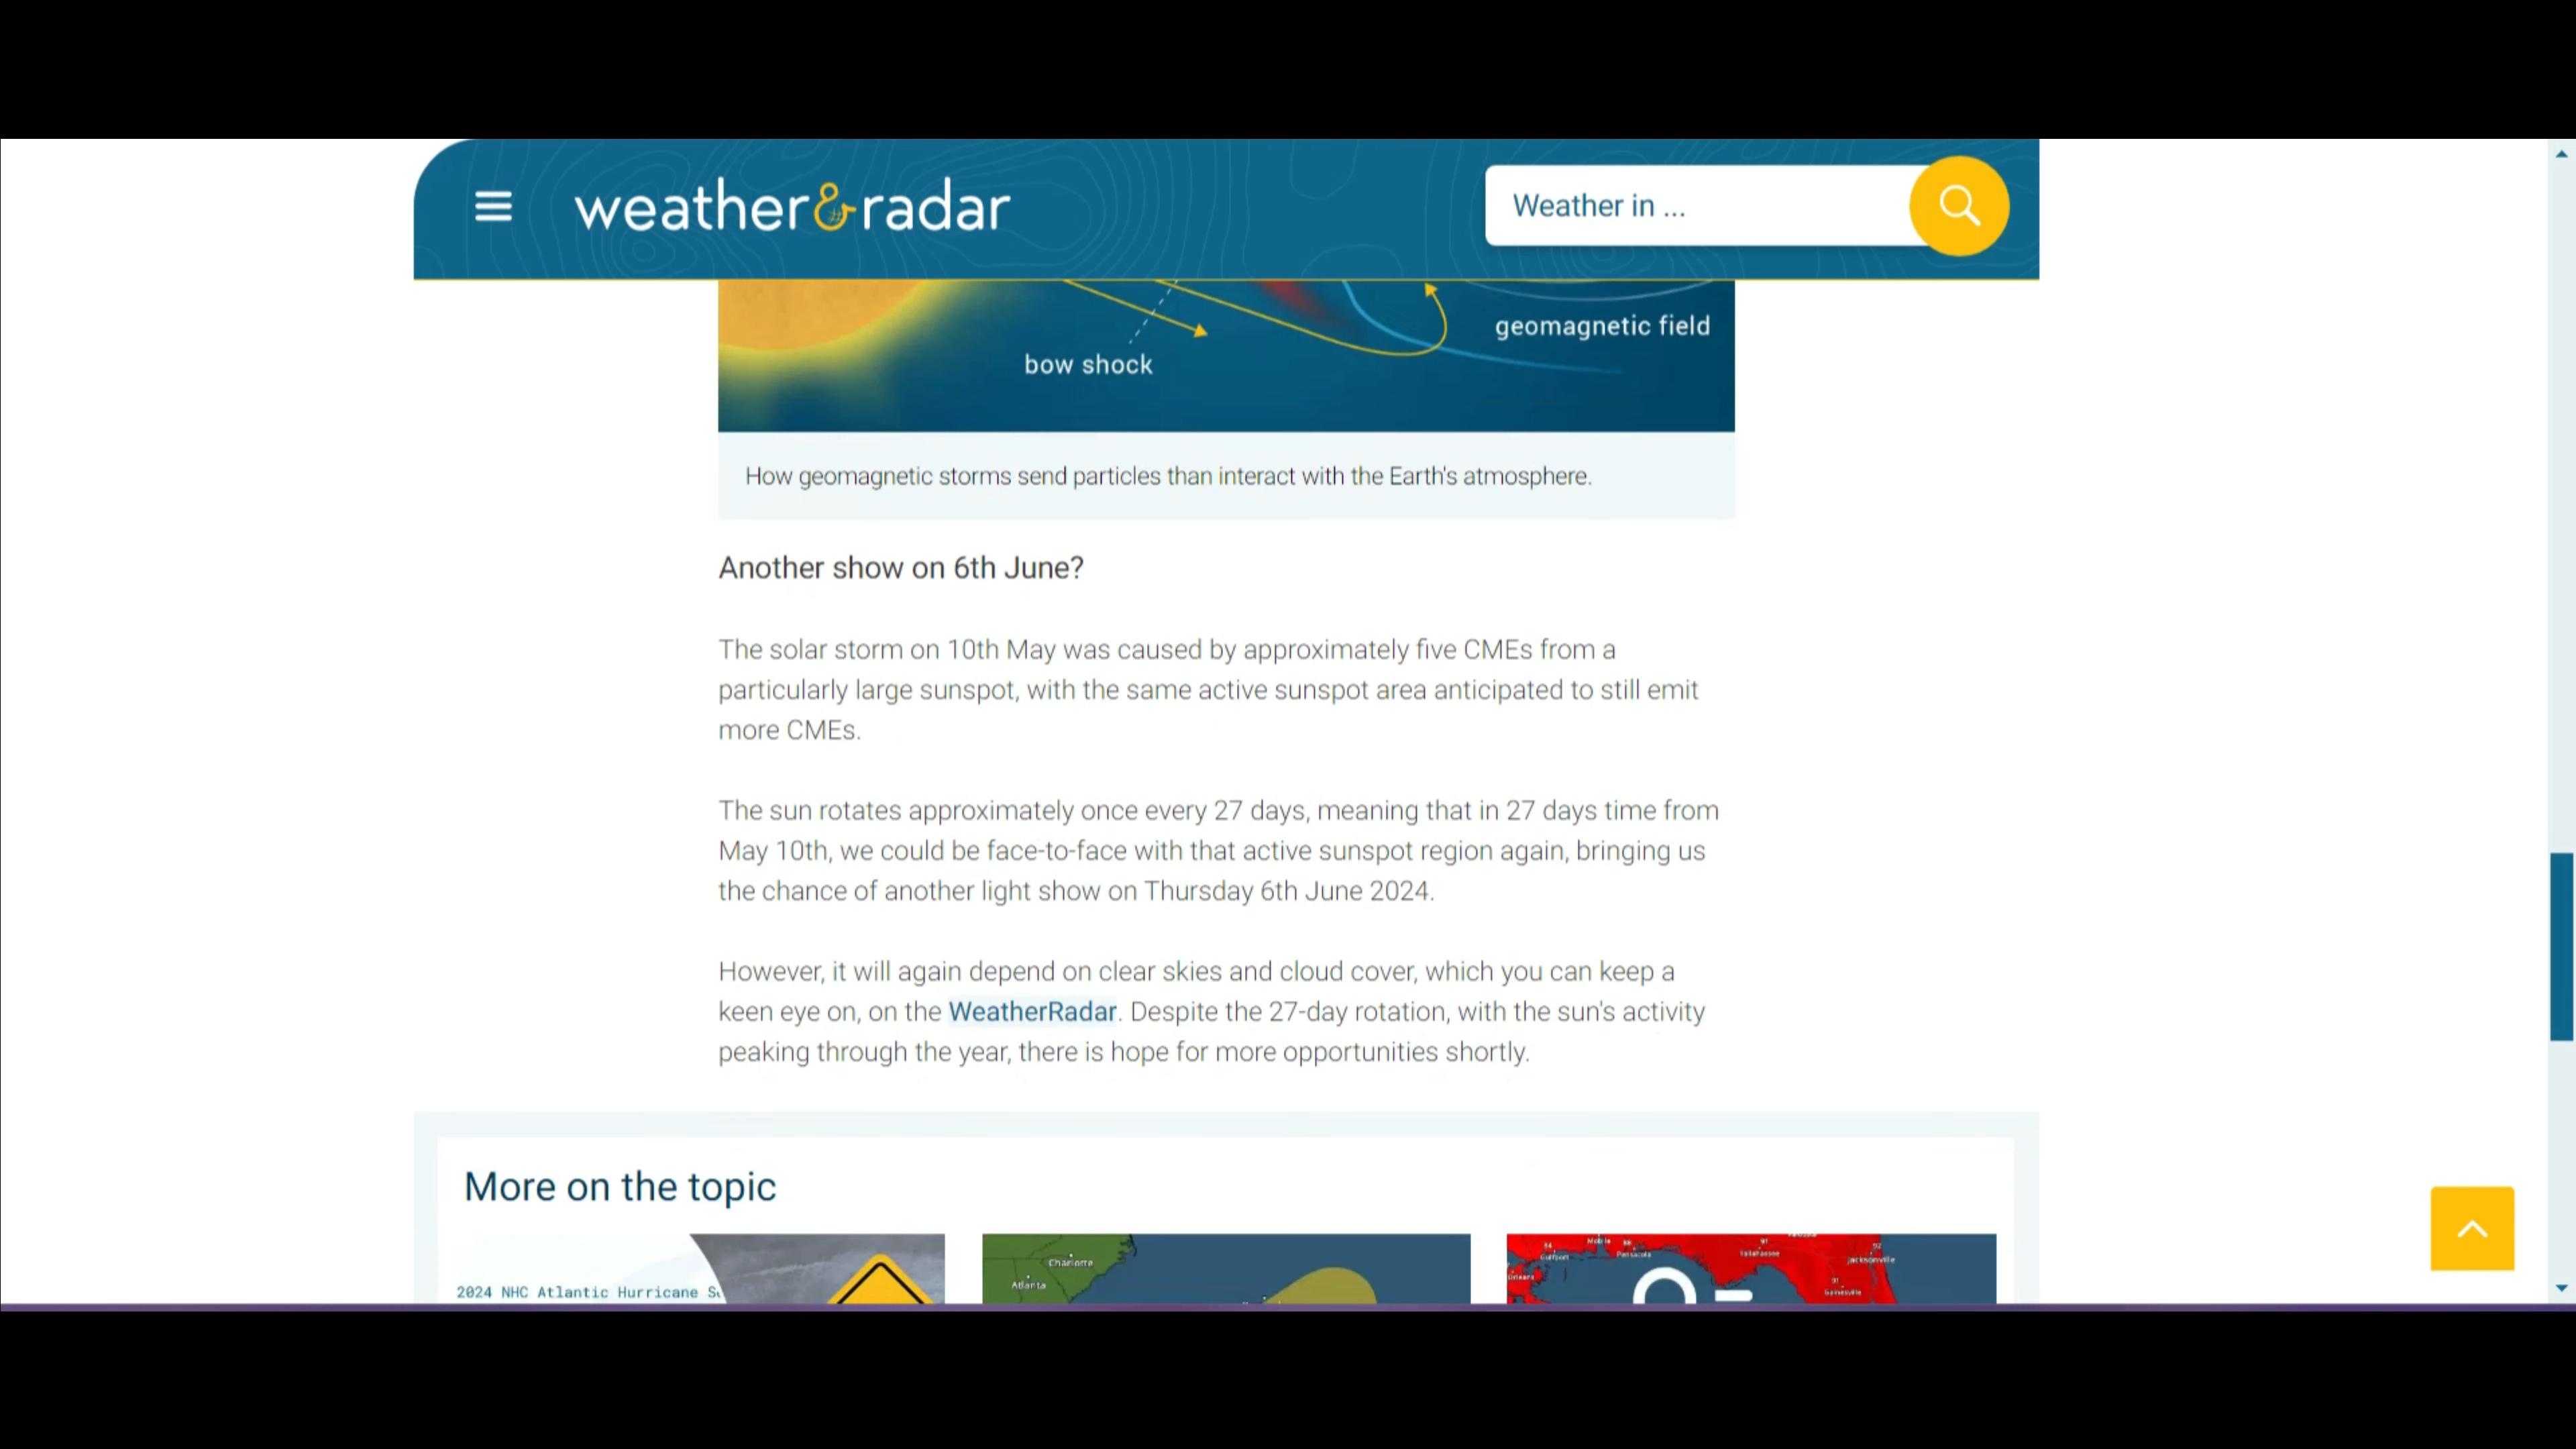 weather&radar
Weather in ...
geomagnetic field
bow shock
How geomagnetic storms send particles than interact with the Earth's atmosphere.
Another show on 6th June?
The solar storm on 10th May was caused by approximately five CMEs from a
particularly large sunspot, with the same active sunspot area anticipated to still emit
more CMEs.
The sun rotates approximately once every 27 days, meaning that in 27 days time from
May 10th, we could be face-to-face with that active sunspot region again, bringing us
the chance of another light show on Thursday 6th June 2024.
However, it will again depend on clear skies and cloud cover, which you can keep a
keen eye on, on the WeatherRadar. Despite the 27-day rotation, with the sun's activity
peaking through the year, there is hope for more opportunities shortly.
More on the topic
2024 NHC Atlantic Hurricane
Charlotte
Atlanta
Mobile
Pensacola
Tallahassee
Jacksonville
Gainesville